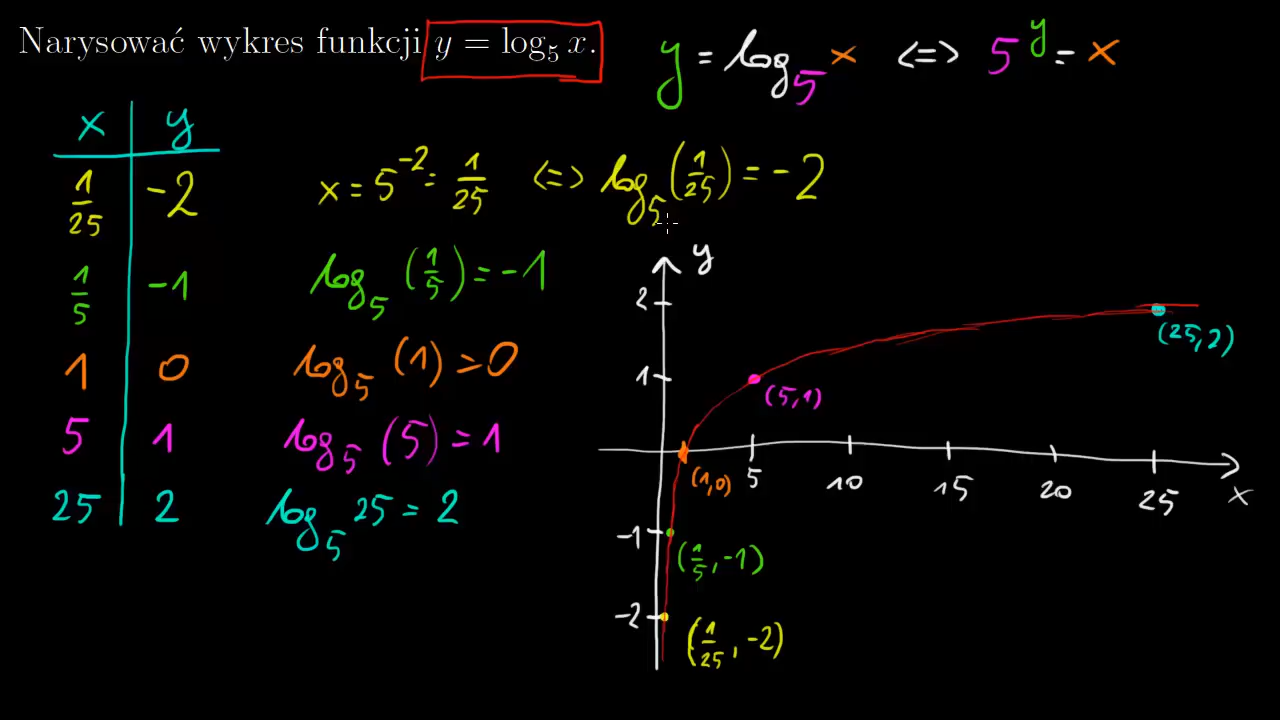 Narysować wykres funkcji y = log₅ x.
y = log₅ x <=> 5^y = x
x y
1/25 -2
x = 5^-2 = 1/25 <=> log₅(1/25) = -2
1/5 -1
log₅(1/5) = -1
1 0
log₅(1) = 0
5 1
log₅(5) = 1
25 2
log₅ 25 = 2
y
2
1
-1
-2
5 10 15 20 25
x
(25,2)
(5,1)
(1,0)
(1/5, -1)
(1/25, -2)